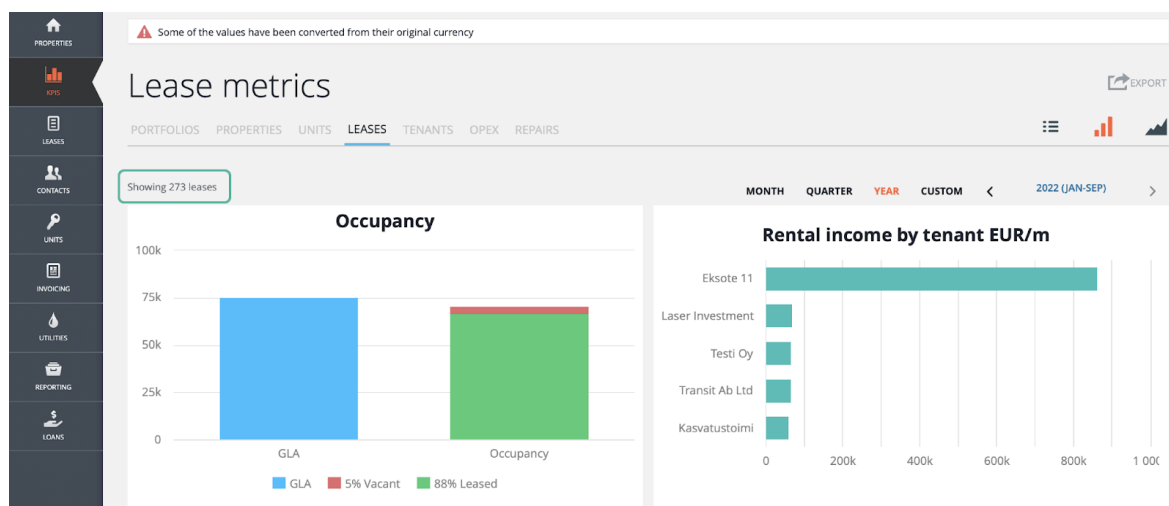 PROPERTIES
KPIS
LEASES
CONTACTS
UNITS
INVOICING
UTILITIES
REPORTING
LOANS
Some of the values have been converted from their original currency
Lease metrics
EXPORT
PORTFOLIOS PROPERTIES UNITS LEASES TENANTS OPEX REPAIRS
Showing 273 leases
MONTH QUARTER YEAR CUSTOM < 2022 (JAN-SEP) >
Occupancy
100k
75k
50k
25k
0
GLA Occupancy
GLA 5% Vacant 88% Leased
Rental income by tenant EUR/m
Eksote 11
Laser Investment
Testi Oy
Transit Ab Ltd
Kasvatustoimi
0 200k 400k 600k 800k